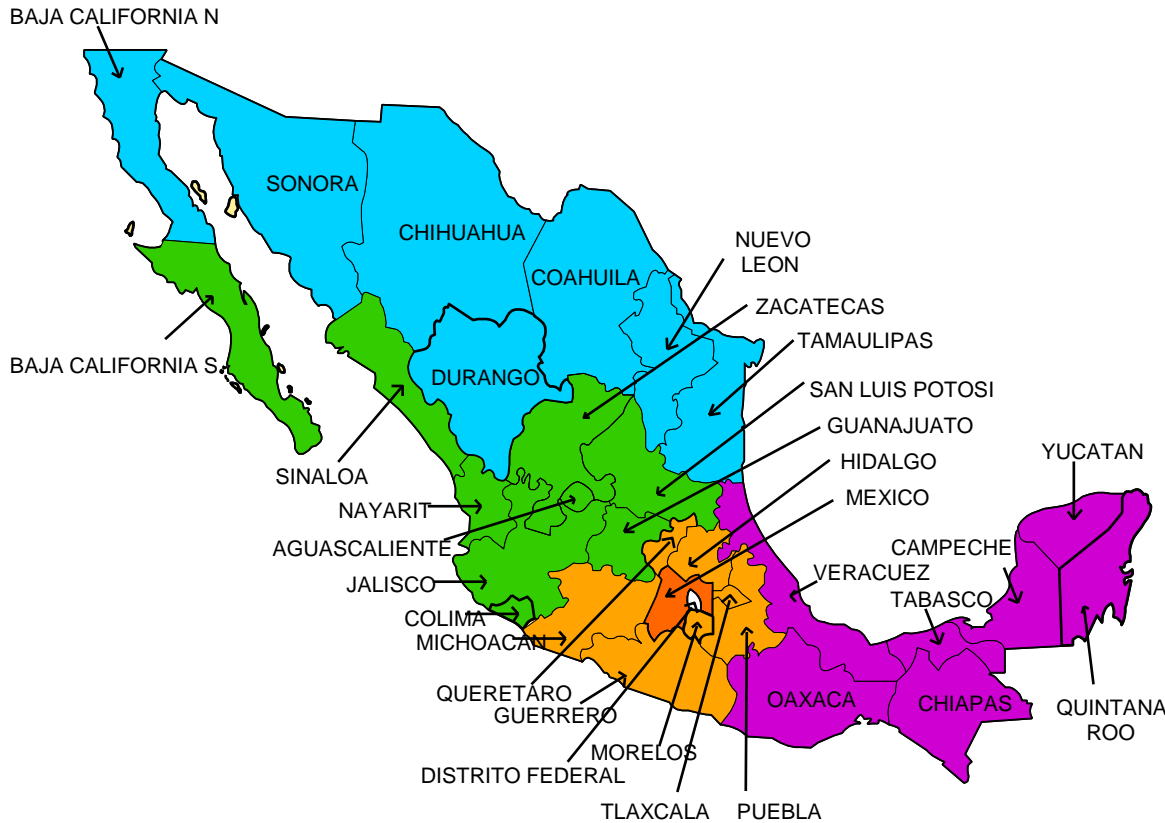 BAJA CALIFORNIA N
SONORA
CHIHUAHUA
NUEVO
LEON
COAHUILA
ZACATECAS
TAMAULIPAS
BAJA CALIFORNIA S
DURANGO
SAN LUIS POTOSI
GUANAJUATO
YUCATAN
HIDALGO
SINALOA
MEXICO
NAYARIT
AGUASCALIENTE
CAMPECHE
VERACUEZ
JALISCO
TABASCO
COLIMA
MICHOACAN
QUERETARO
OAXACA
CHIAPAS
QUINTANA
ROO
GUERRERO
MORELOS
DISTRITO FEDERAL
TLAXCALA
PUEBLA